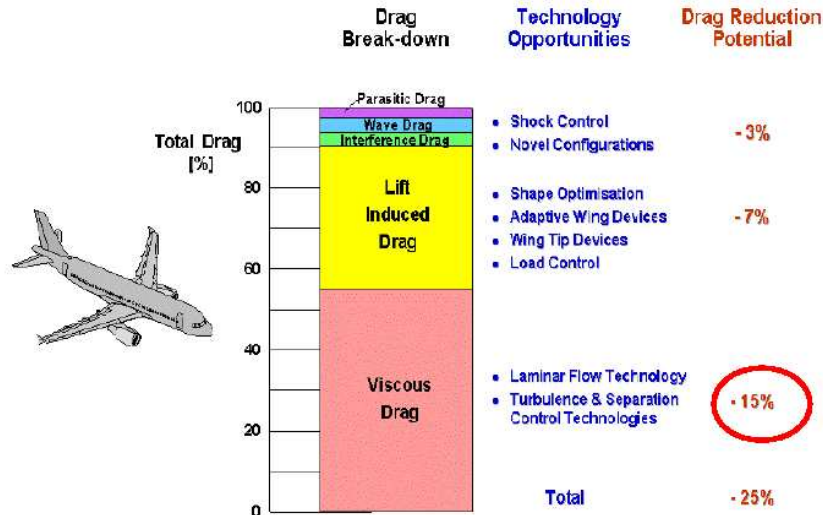 Drag
Break-down
Technology
Opportunities
Drag Reduction
Potential
Total Drag
[%]
100
80
60
40
20
0
Parasitic Drag
Wave Drag
Interference Drag
Lift
Induced
Drag
Viscous
Drag
• Shock Control
• Novel Configurations
- 3%
• Shape Optimisation
• Adaptive Wing Devices
• Wing Tip Devices
• Load Control
- 7%
• Laminar Flow Technology
• Turbulence & Separation
Control Technologies
- 15%
Total
- 25%